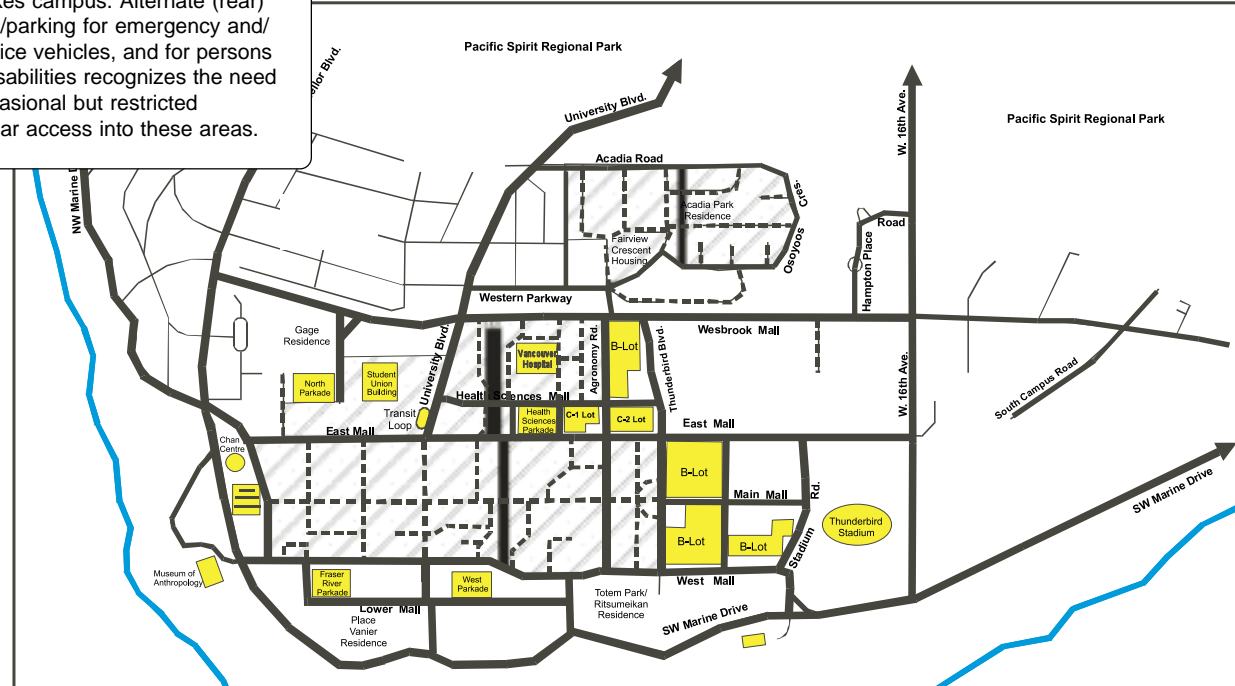 campus. Alternate (rear)
/parking for emergency and/
vehicles, and for persons
recognizes the need
but restricted
access into these areas.
Pacific Spirit Regional Park
Blvd.
University Blvd.
W. 16th Ave.
Pacific Spirit Regional Park
NW Marine
Acadia Road
Acadia Park
Residence
Cres.
Osoyoos
Fairview
Crescent
Housing
Road
Hampton Place
Western Parkway
Gage
Residence
University Blvd.
Vancouver
Hospital
Agronomy Rd.
B-Lot
Thunderbird Blvd.
Wesbrook Mall
W. 16th Ave.
South Campus Road
North
Parkade
Student
Union
Building
Health Sciences Mall
Transit
Loop
Health
Sciences
Parkade
C-1 Lot
C-2 Lot
East Mall
East Mall
Chan
Centre
B-Lot
Main Mall
Rd.
Stadium
Thunderbird
Stadium
SW Marine Drive
B-Lot
B-Lot
Museum of
Anthropology
Fraser
River
Parkade
West
Parkade
West Mall
Lower Mall
Place
Vanier
Residence
Totem Park/
Ritsumeikan
Residence
SW Marine Drive